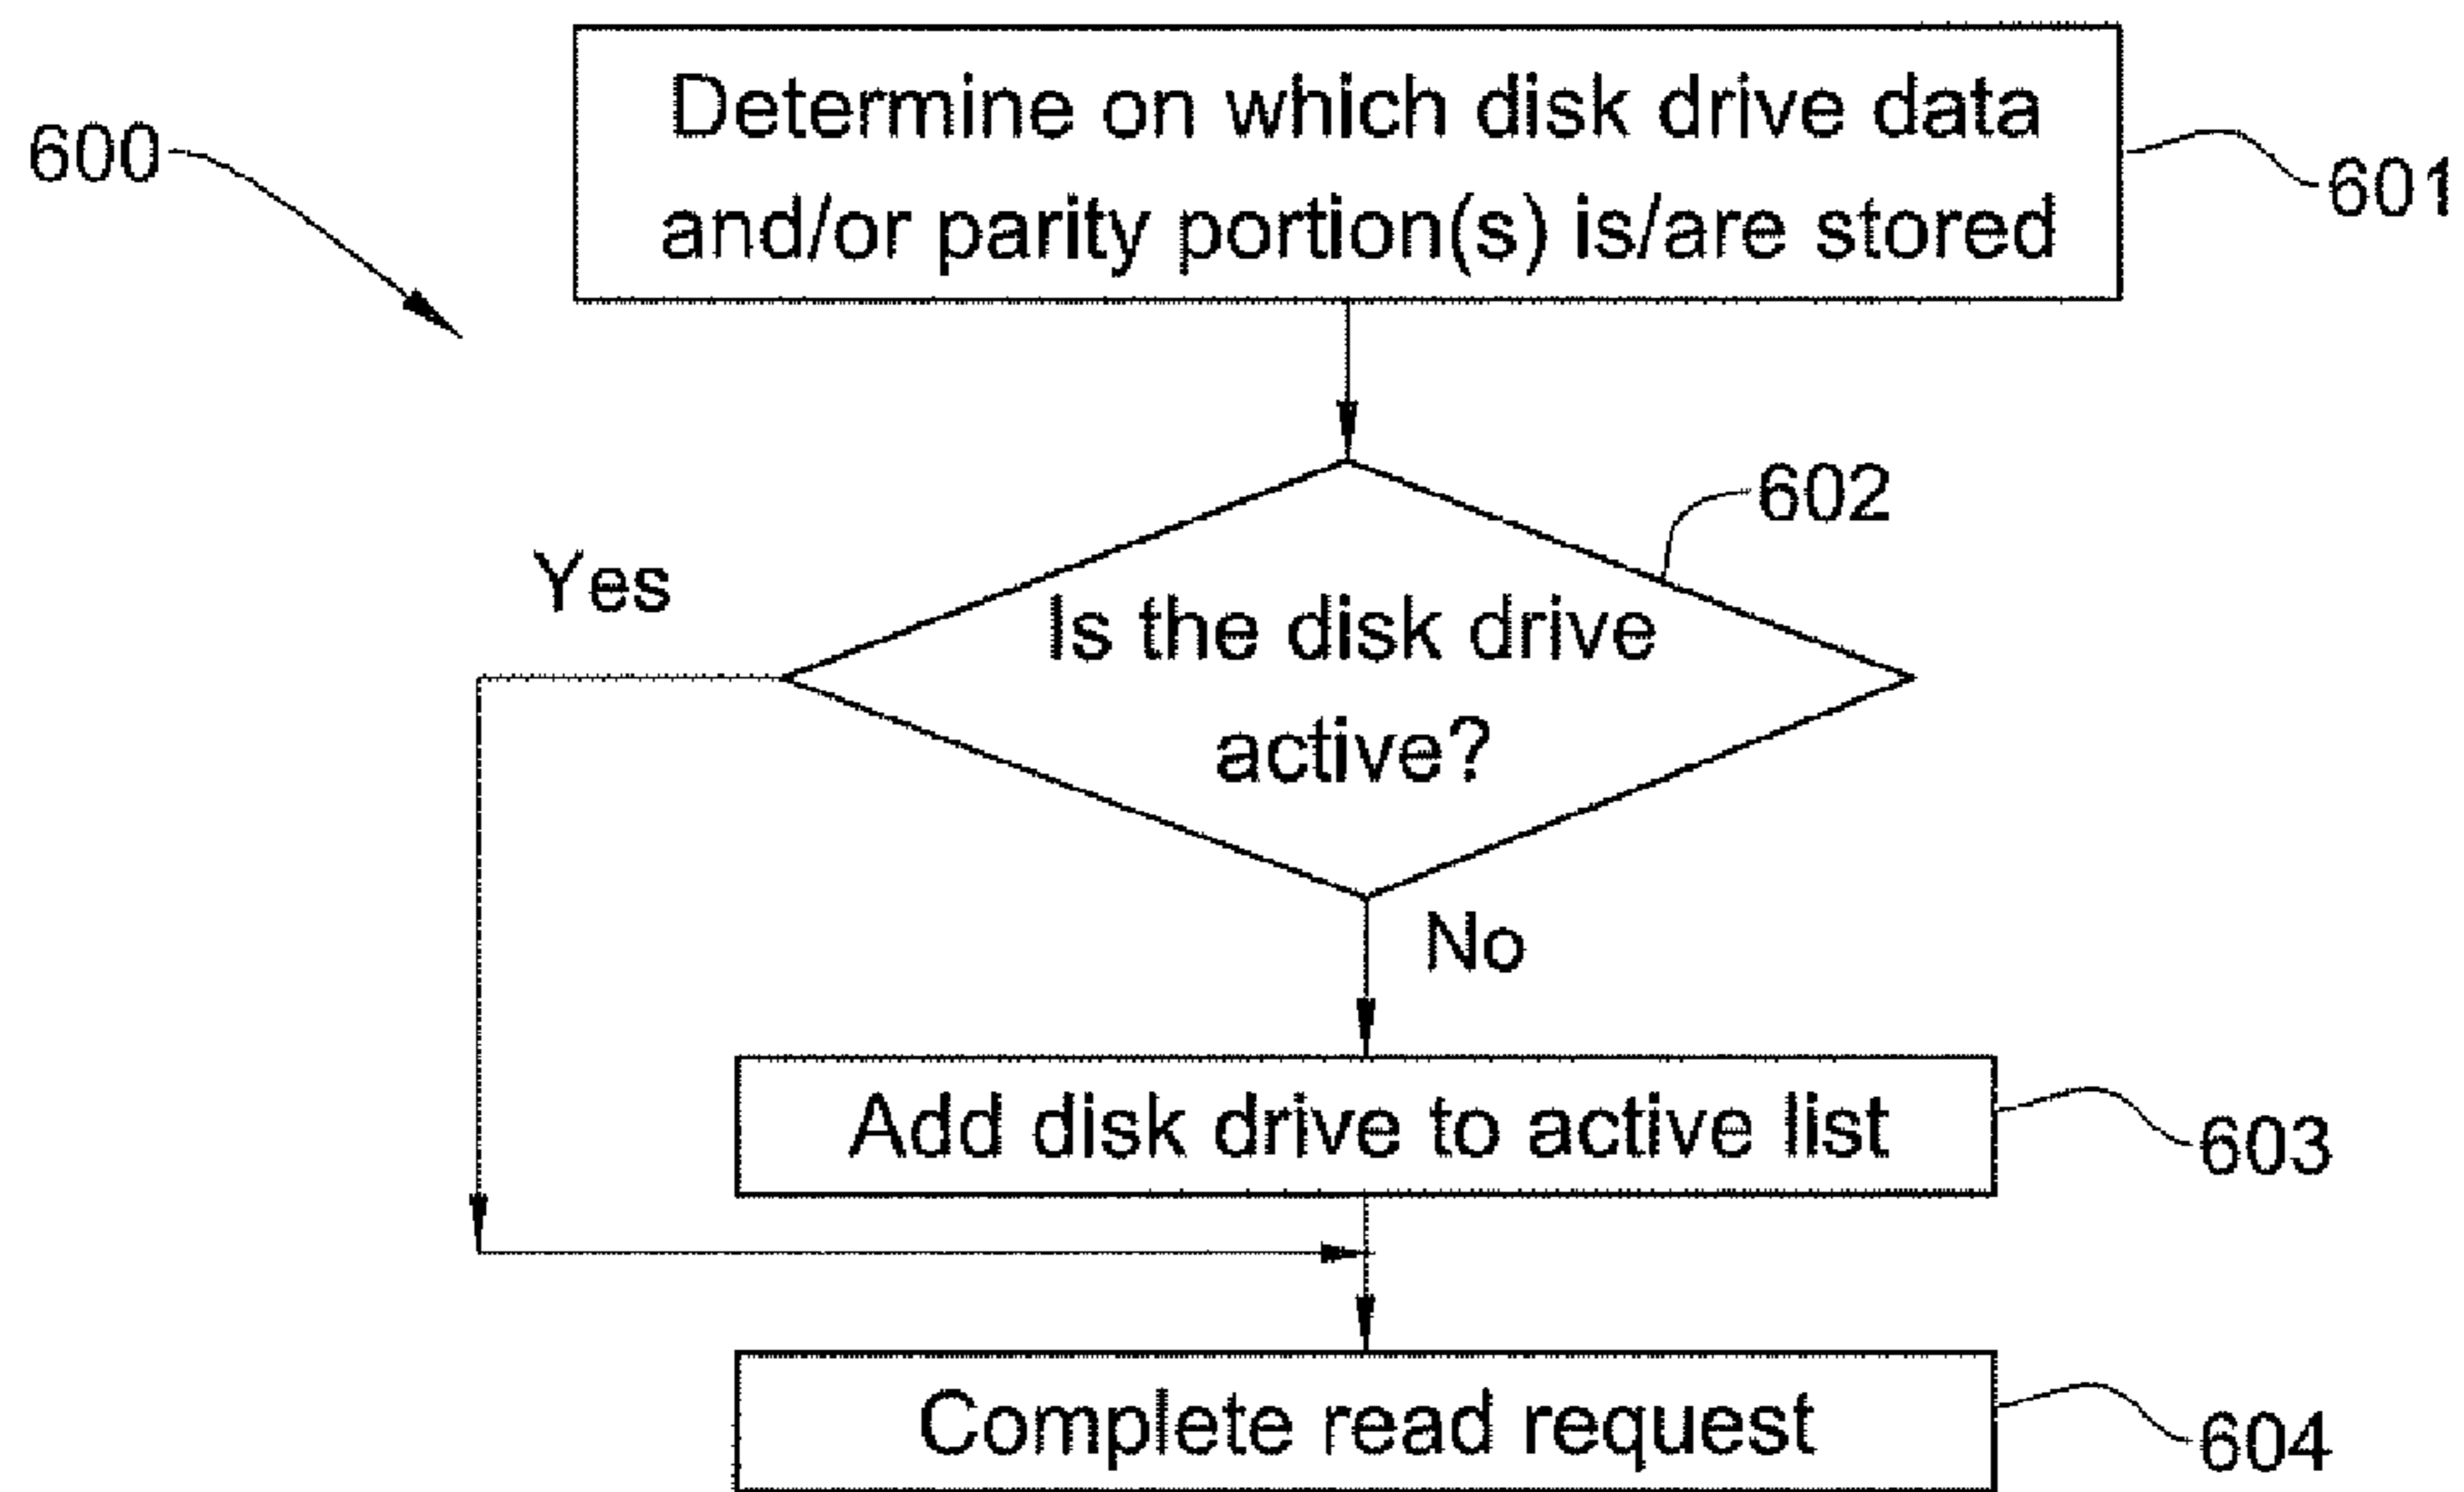 600
Determine on which disk drive data
and/or parity portion(s) is/are stored
601
602
Yes
Is the disk drive
active?
No
Add disk drive to active list
603
Complete read request
604